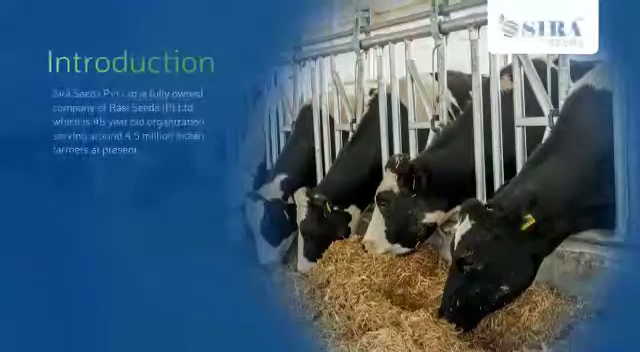 SIRA
SEEDS
Introduction
Sira Seeds Pvt Ltd is fully owned
company of Rasi Seeds (P) Ltd
which is 45 year old organization
serving around 4.5 million Indian
farmers at present.